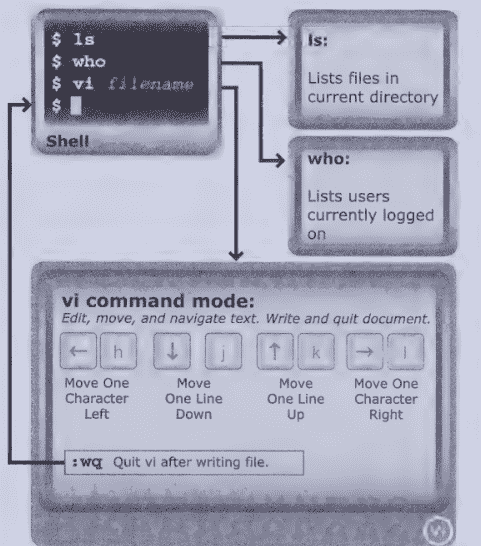 $ ls
$ who
$ vi filename
$
Shell
ls:
Lists files in
current directory
who:
Lists users
currently logged
on
vi command mode:
Edit, move, and navigate text. Write and quit document.
← h ↓ j ↑ k → l
Move One
Character
Left
Move
One Line
Down
Move
One Line
Up
Move One
Character
Right
:wq Quit vi after writing file.
vi